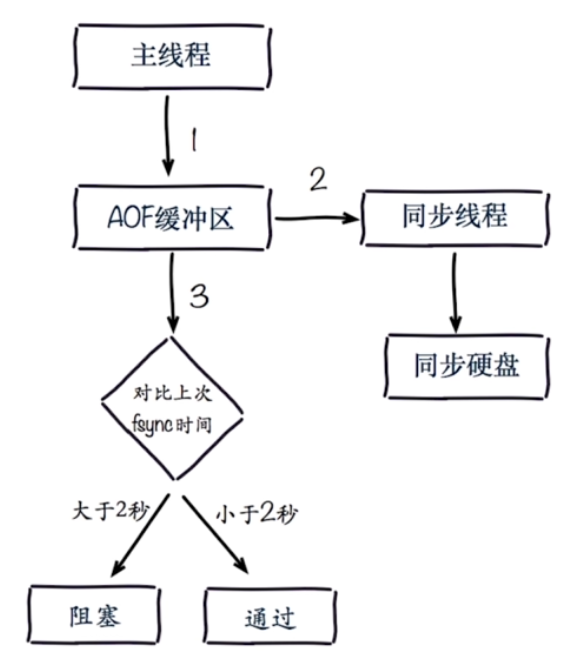 主线程
1
AOF缓冲区
2
同步线程
3
同步硬盘
对比上次
fsync时间
大于2秒
小于2秒
阻塞
通过